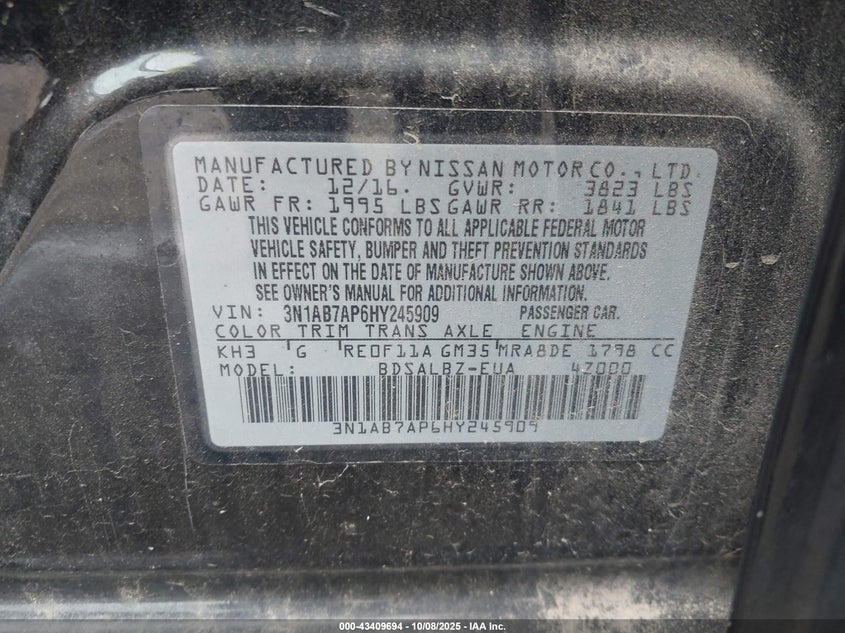 MANUFACTURED BY NISSAN MOTOR CO., LTD.
DATE: 12/16. GVWR: 3823 LBS
GAWR FR: 1995 LBS GAWR RR: 1841 LBS
THIS VEHICLE CONFORMS TO ALL APPLICABLE FEDERAL MOTOR
VEHICLE SAFETY, BUMPER AND THEFT PREVENTION STANDARDS
IN EFFECT ON THE DATE OF MANUFACTURE SHOWN ABOVE.
SEE OWNER'S MANUAL FOR ADDITIONAL INFORMATION.
VIN: 3N1AB7AP6HY245909 PASSENGER CAR.
COLOR TRIM TRANS AXLE ENGINE
KH3 G RE0F11A GM35 MRA8DE 1798 CC
MODEL: BDSALBZ-EUA 4Z000
3N1AB7AP6HY245909
000-43409694 - 10/08/2025 - IAA Inc.